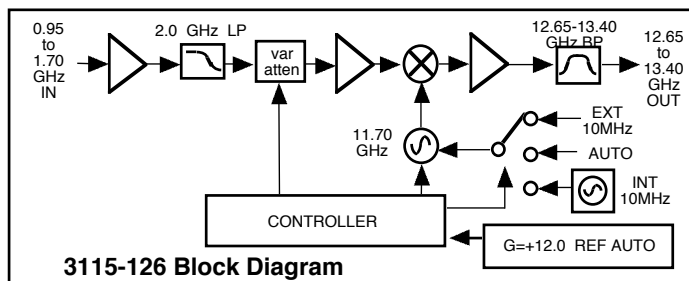 0.95
to
1.70
GHz
IN
2.0 GHz LP
var
atten
12.65-13.40
GHz BP
12.65
to
13.40
GHz
OUT
11.70
GHz
EXT
10MHz
AUTO
INT
10MHz
CONTROLLER
G=+12.0 REF AUTO
3115-126 Block Diagram